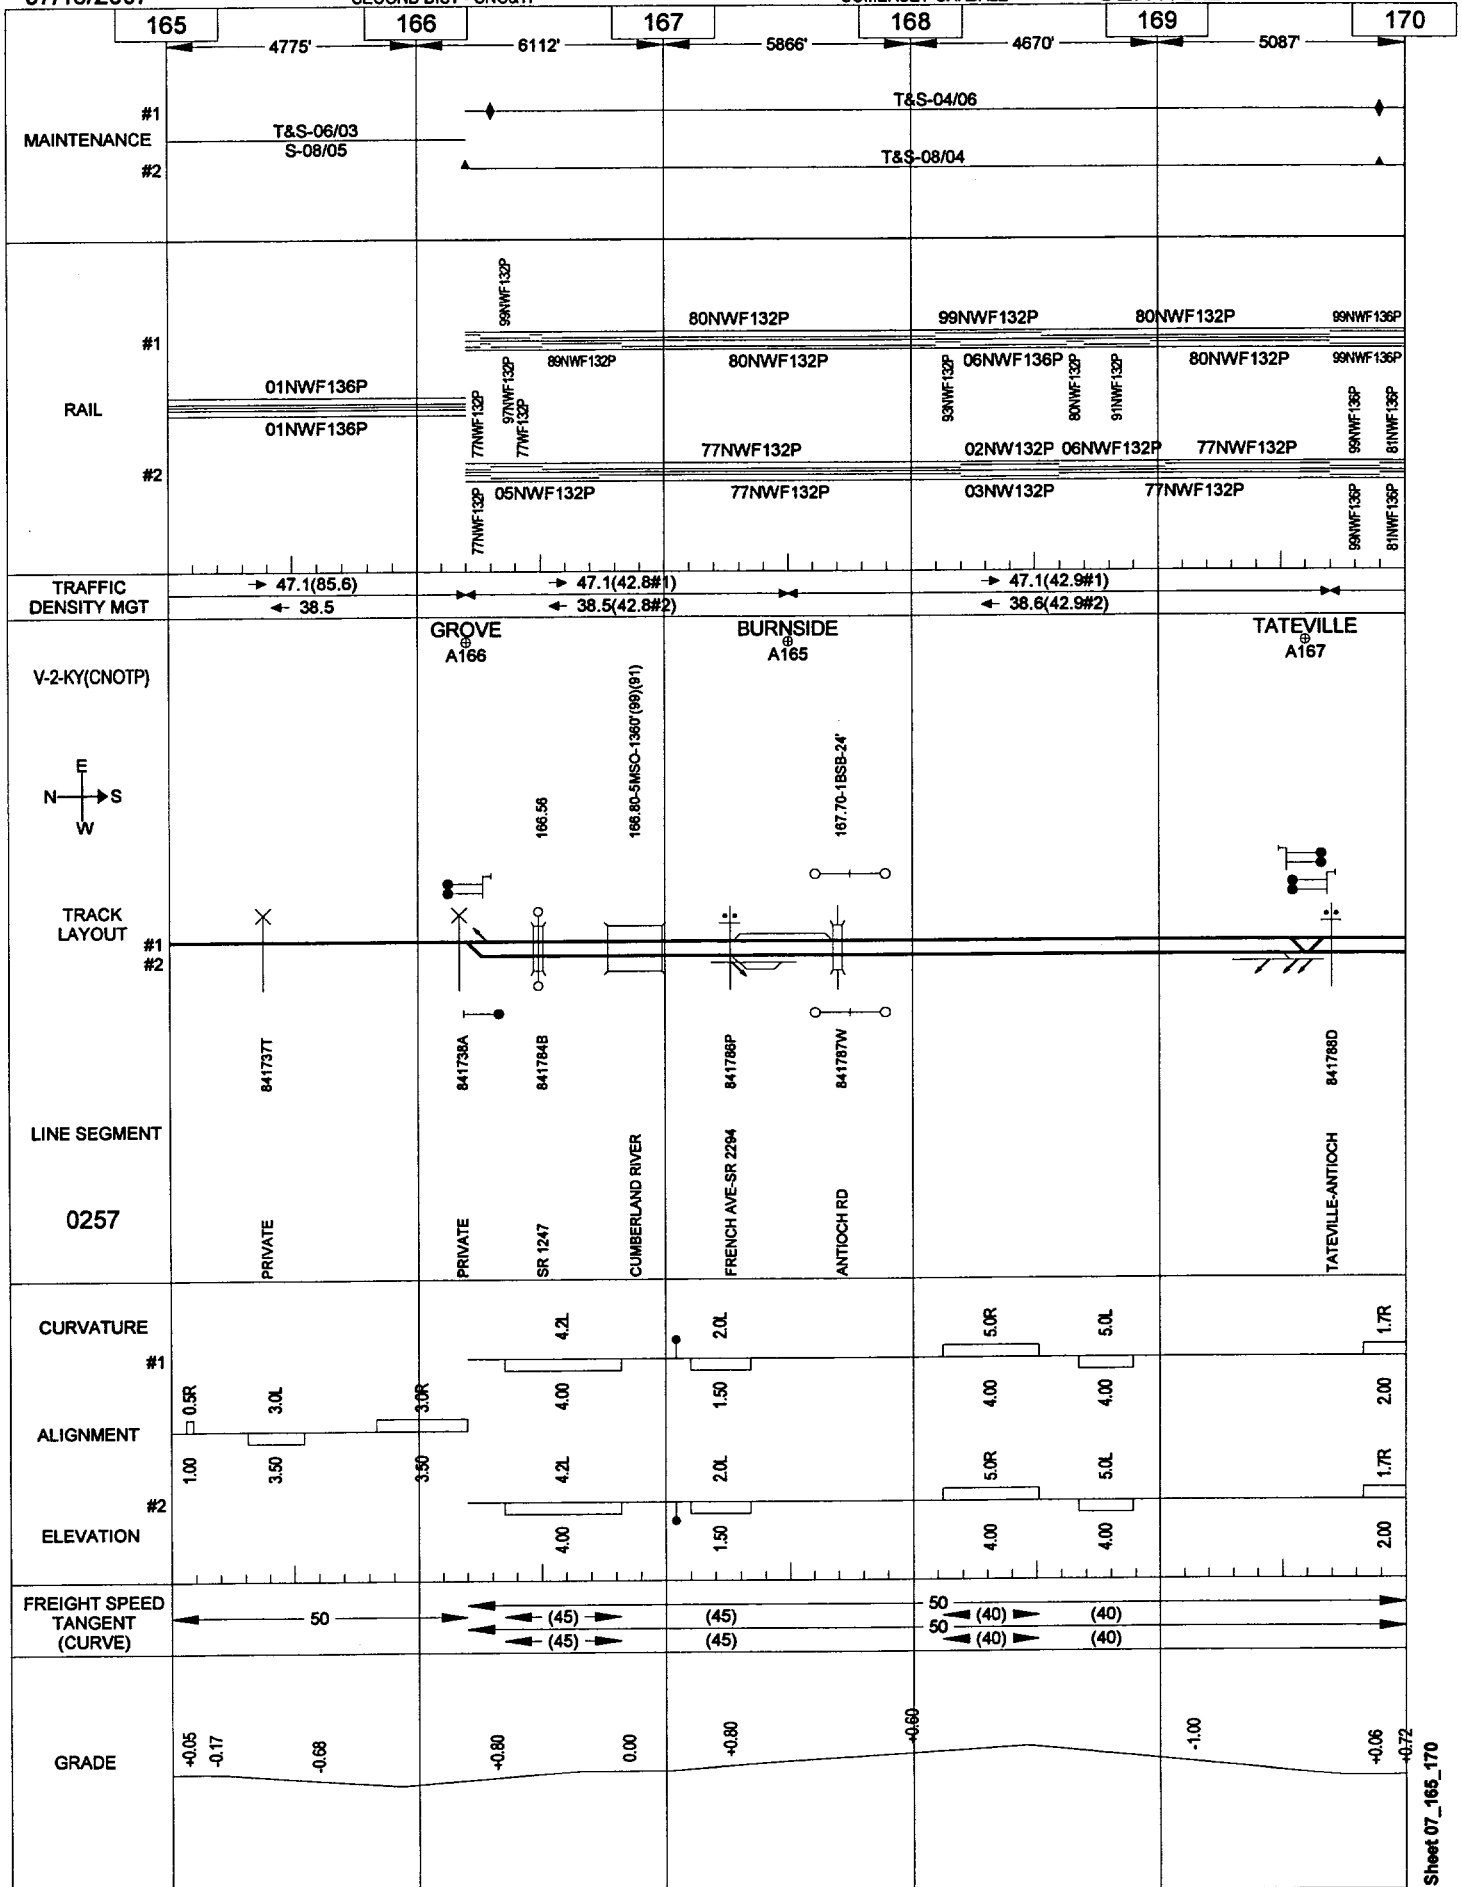 165 166 167 168 169 170
4775' 6112' 5866' 4670' 5087'
#1 T&S-04/06
MAINTENANCE T&S-06/03
S-08/05
#2 T&S-08/04
99NWF132P
80NWF132P 99NWF132P 80NWF132P 99NWF136P
#1
89NWF132P 80NWF132P 06NWF136P 80NWF132P 99NWF136P
97NWF132P 77WF132P 93NWF132P 80NWF132P 91NWF132P
01NWF136P
RAIL
01NWF136P
77NWF132P 99NWF136P 81NWF136P
77NWF132P 02NW132P 06NWF132P 77NWF132P
#2
05NWF132P 77NWF132P 03NW132P 77NWF132P
77NWF132P 99NWF136P 81NWF136P
TRAFFIC
DENSITY MGT
47.1(85.6) 47.1(42.8#1) 47.1(42.9#1)
38.5 38.5(42.8#2) 38.6(42.9#2)
GROVE BURNSIDE TATEVILLE
A166 A165 A167
V-2-KY(CNOTP)
E
N S
W
166.56
166.80-5MSO-1360'(99)(91)
167.70-1BSB-24'
TRACK
LAYOUT
#1
#2
841737T 841738A 841784B 841786P 841787W 841788D
LINE SEGMENT
0257
PRIVATE
PRIVATE
SR 1247
CUMBERLAND RIVER
FRENCH AVE-SR 2294
ANTIOCH RD
TATEVILLE-ANTIOCH
CURVATURE
4.2L 2.0L 5.0R 5.0L 1.7R
#1
4.00 1.50 4.00 4.00 2.00
0.5R 3.0L 3.0R
ALIGNMENT
1.00 3.50 3.50
4.2L 2.0L 5.0R 5.0L 1.7R
#2
ELEVATION
4.00 1.50 4.00 4.00 2.00
FREIGHT SPEED
TANGENT
(CURVE)
50
50
(45) (45) (40) (40)
50
(45) (45) (40) (40)
GRADE
+0.05 -0.17 -0.68 +0.80 0.00 +0.80 +0.60 -1.00 +0.06 +0.72
Sheet 07_165_170